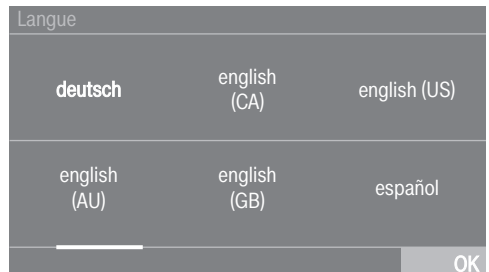 Langue
deutsch
english
(CA)
english (US)
english
(AU)
english
(GB)
español
OK